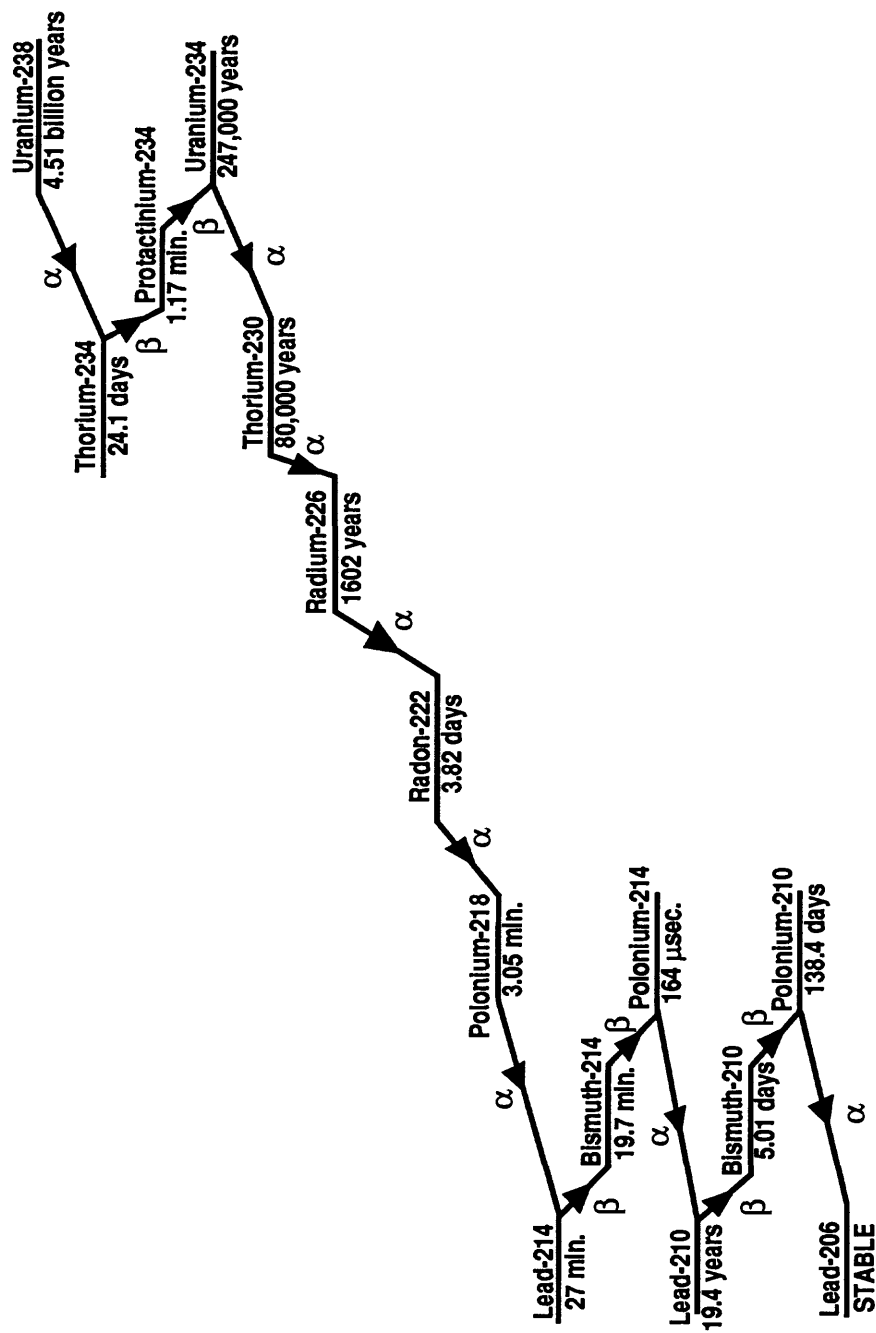 Uranium-238
4.51 billion years
α
Thorium-234
24.1 days
β
Protactinium-234
1.17 min.
β
Uranium-234
247,000 years
α
Thorium-230
80,000 years
α
Radium-226
1602 years
α
Radon-222
3.82 days
α
Polonium-218
3.05 min.
α
Lead-214
27 min.
β
Bismuth-214
19.7 min.
β
Polonium-214
164 μsec.
α
Lead-210
19.4 years
β
Bismuth-210
5.01 days
β
Polonium-210
138.4 days
α
Lead-206
STABLE